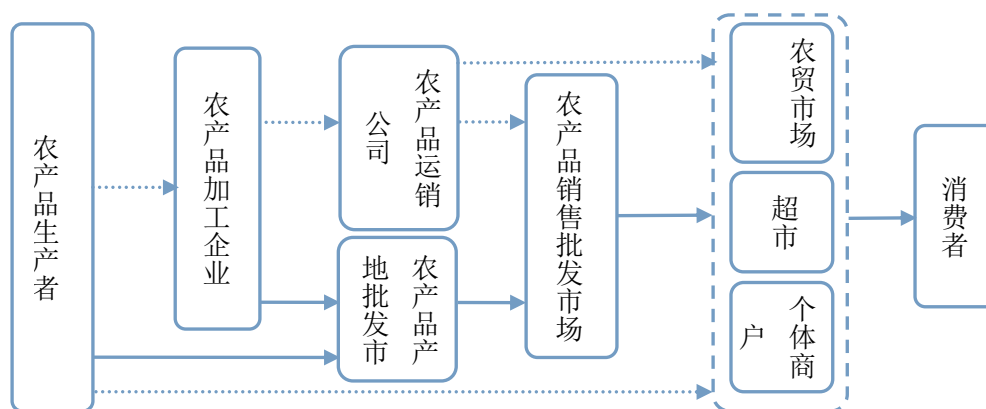 农产品生产者
农产品加工企业
农产品运销
公司
农产品产
地批发市
农产品销售批发市场
农贸市场
超市
个体商
户
消费者